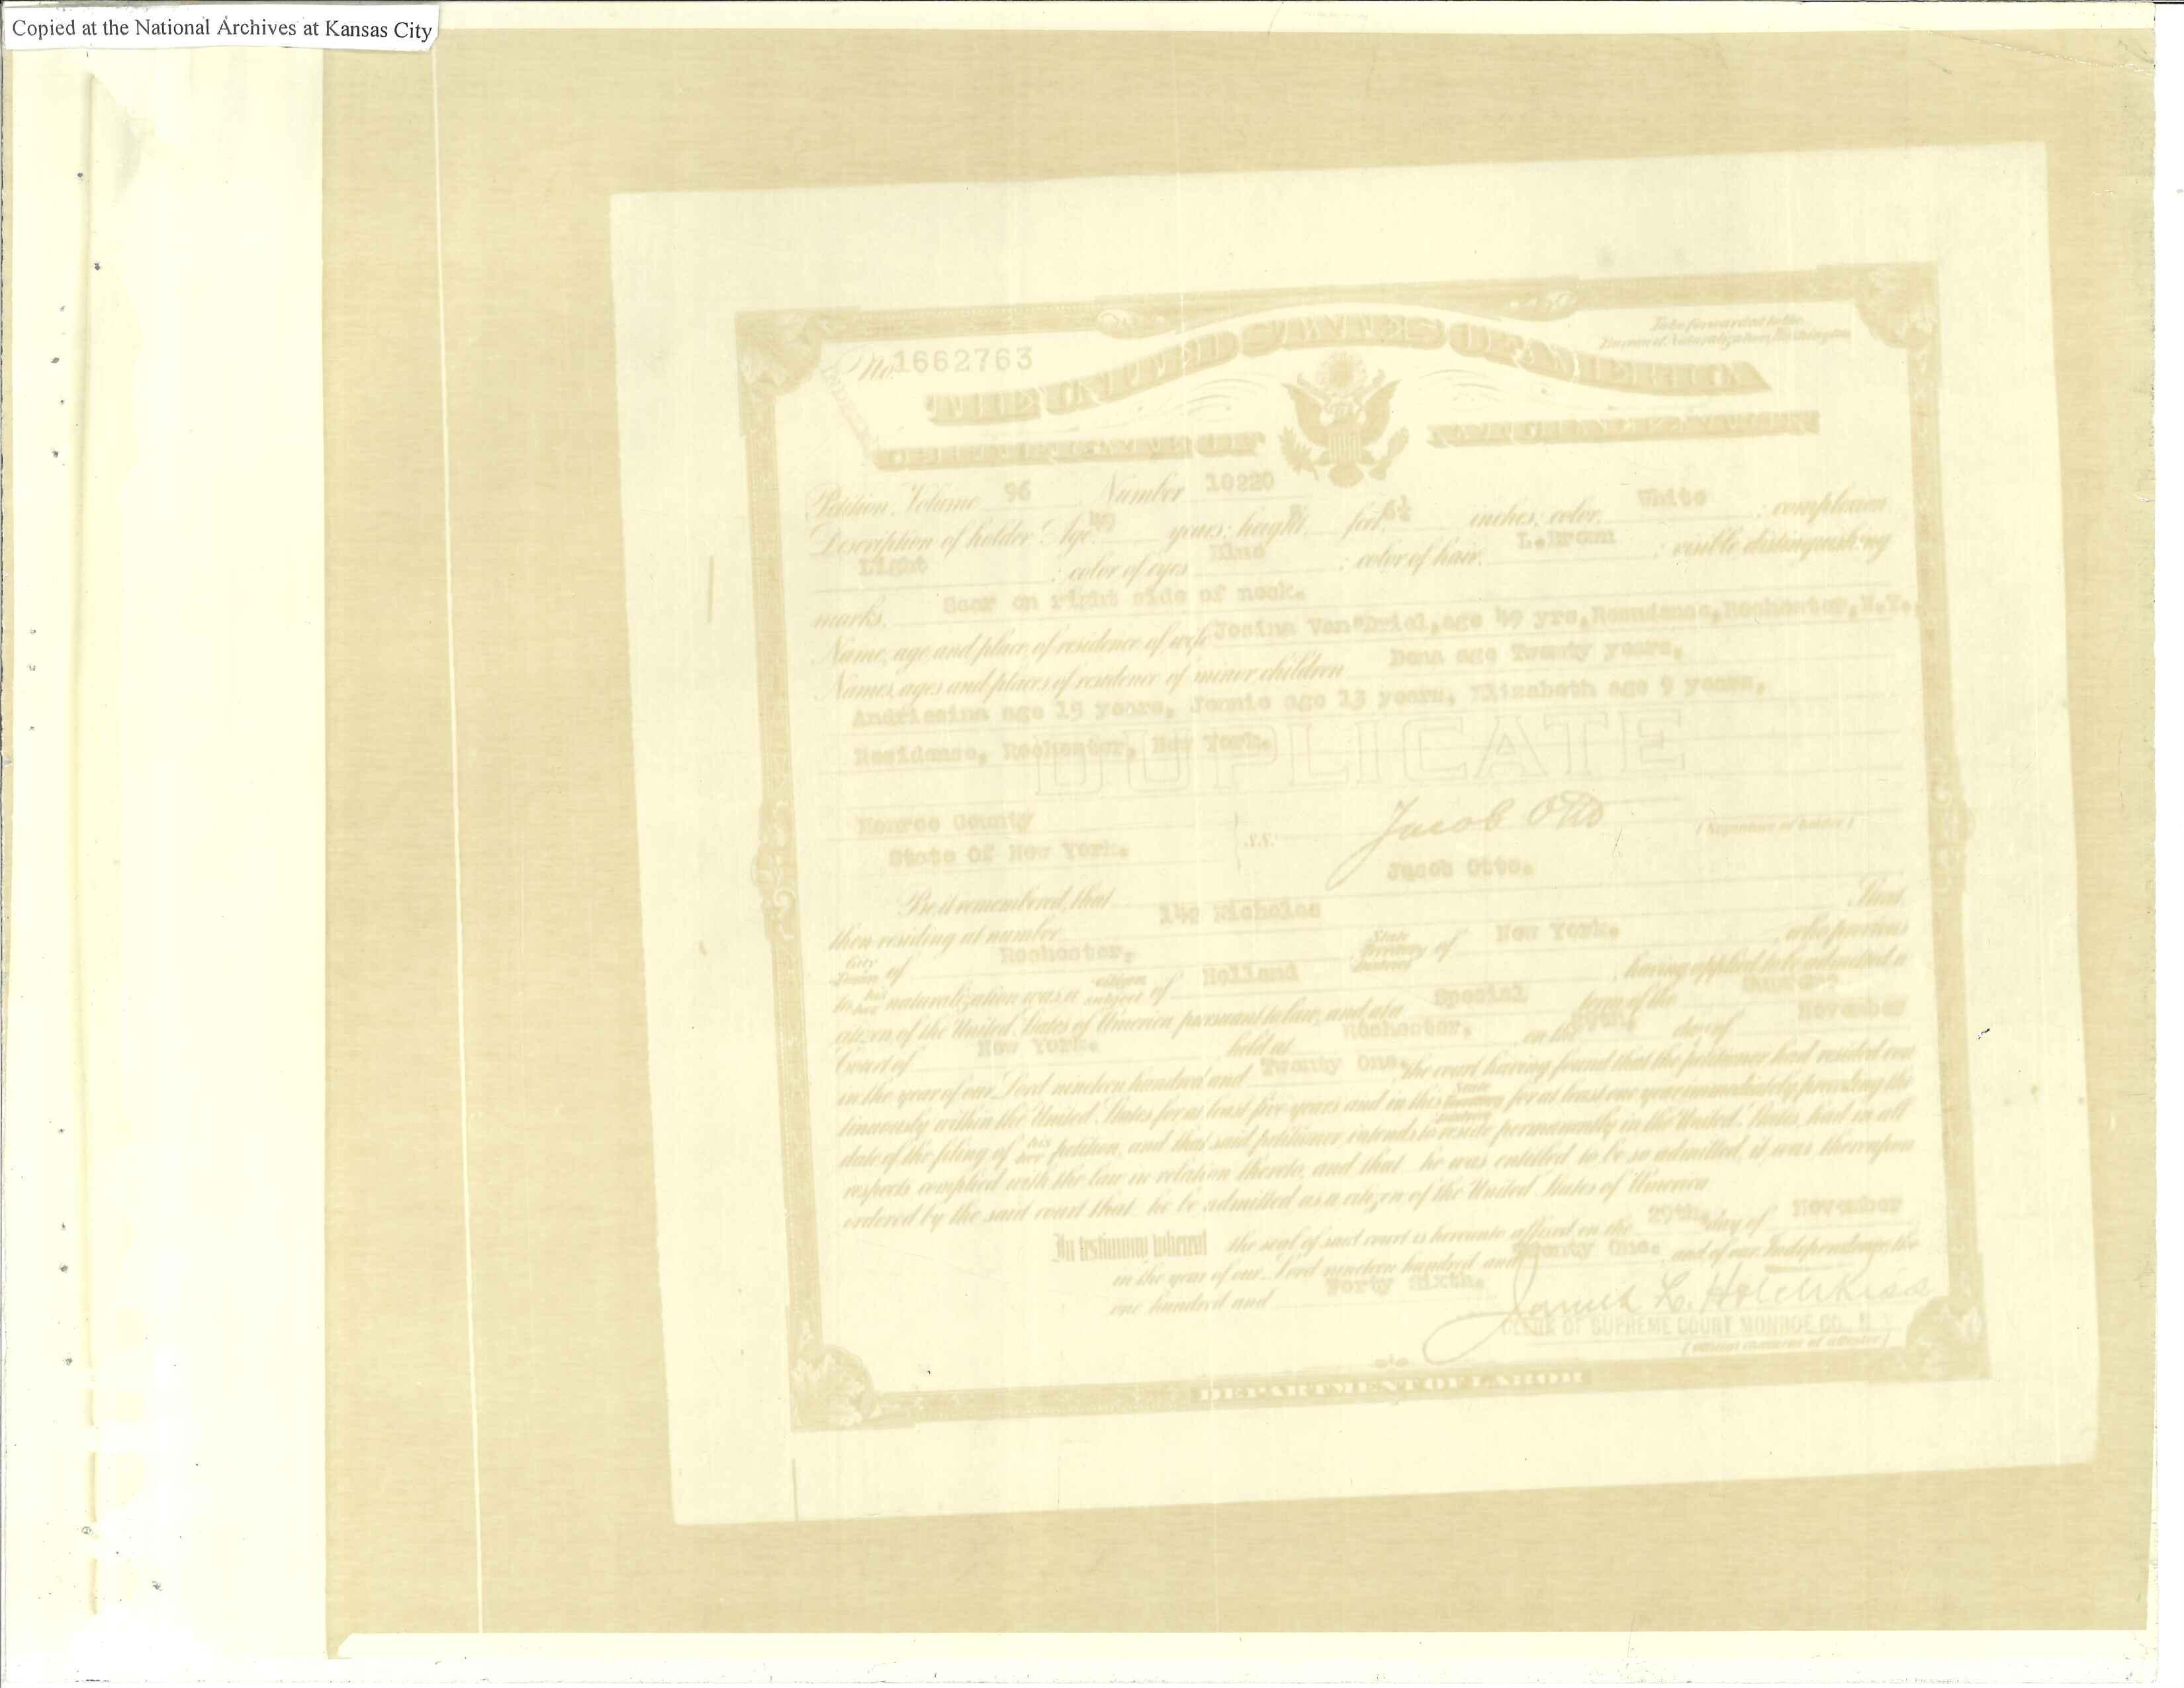 Copied at the National Archives at Kansas City
To be forwarded to the
Bureau of Naturalization, Washington
No. 1662763
THE UNITED STATES OF AMERICA
CERTIFICATE OF NATURALIZATION
Petition, Volume 96 Number 10220
Description of holder: Age, 49 years; height, 5 feet, 6½ inches; color, White; complexion,
Light; color of eyes Blue; color of hair, L.Brown; visible distinguishing
marks, Scar on right side of neck.
Name, age and place of residence of wife Josina Van Driel, age 49 yrs, Residence, Rochester, N.Y.,
Names, ages and places of residence of minor children Dena age Twenty years,
Andriesina age 15 years, Jennie age 13 years, Elizabeth age 9 years,
Residence, Rochester, New York.
DUPLICATE
Monroe County
State Of New York. S.S. Jacob Otto (Signature of holder)
Be it remembered, that Jacob Otto.
then residing at number 149 Nicholes Street,
City Town of Rochester, State Territory District of New York. who previous
to his her naturalization was a citizen subject of Holland, having applied to be admitted a
citizen of the United States of America pursuant to law, and at a Special term of the
Court of New York. held at Rochester, on the day of November
in the year of our Lord nineteen hundred and Twenty One, the court having found that the petitioner had resided con
tinuously within the United States for at least five years and in this State Territory District for at least one year immediately preceding the
date of the filing of his her petition, and that said petitioner intends to reside permanently in the United States, had in all
respects complied with the law in relation thereto, and that he was entitled to be so admitted, it was thereupon
ordered by the said court that he be admitted as a citizen of the United States of America.
In testimony whereof the seal of said court is hereunto affixed on the 29th. day of November
in the year of our Lord nineteen hundred and Twenty One. and of our Independence the
one hundred and Forty Sixth.
James L. Hotchkiss
CLERK OF SUPREME COURT MONROE CO., N.Y.
(Official character of attestor)
DEPARTMENT OF LABOR